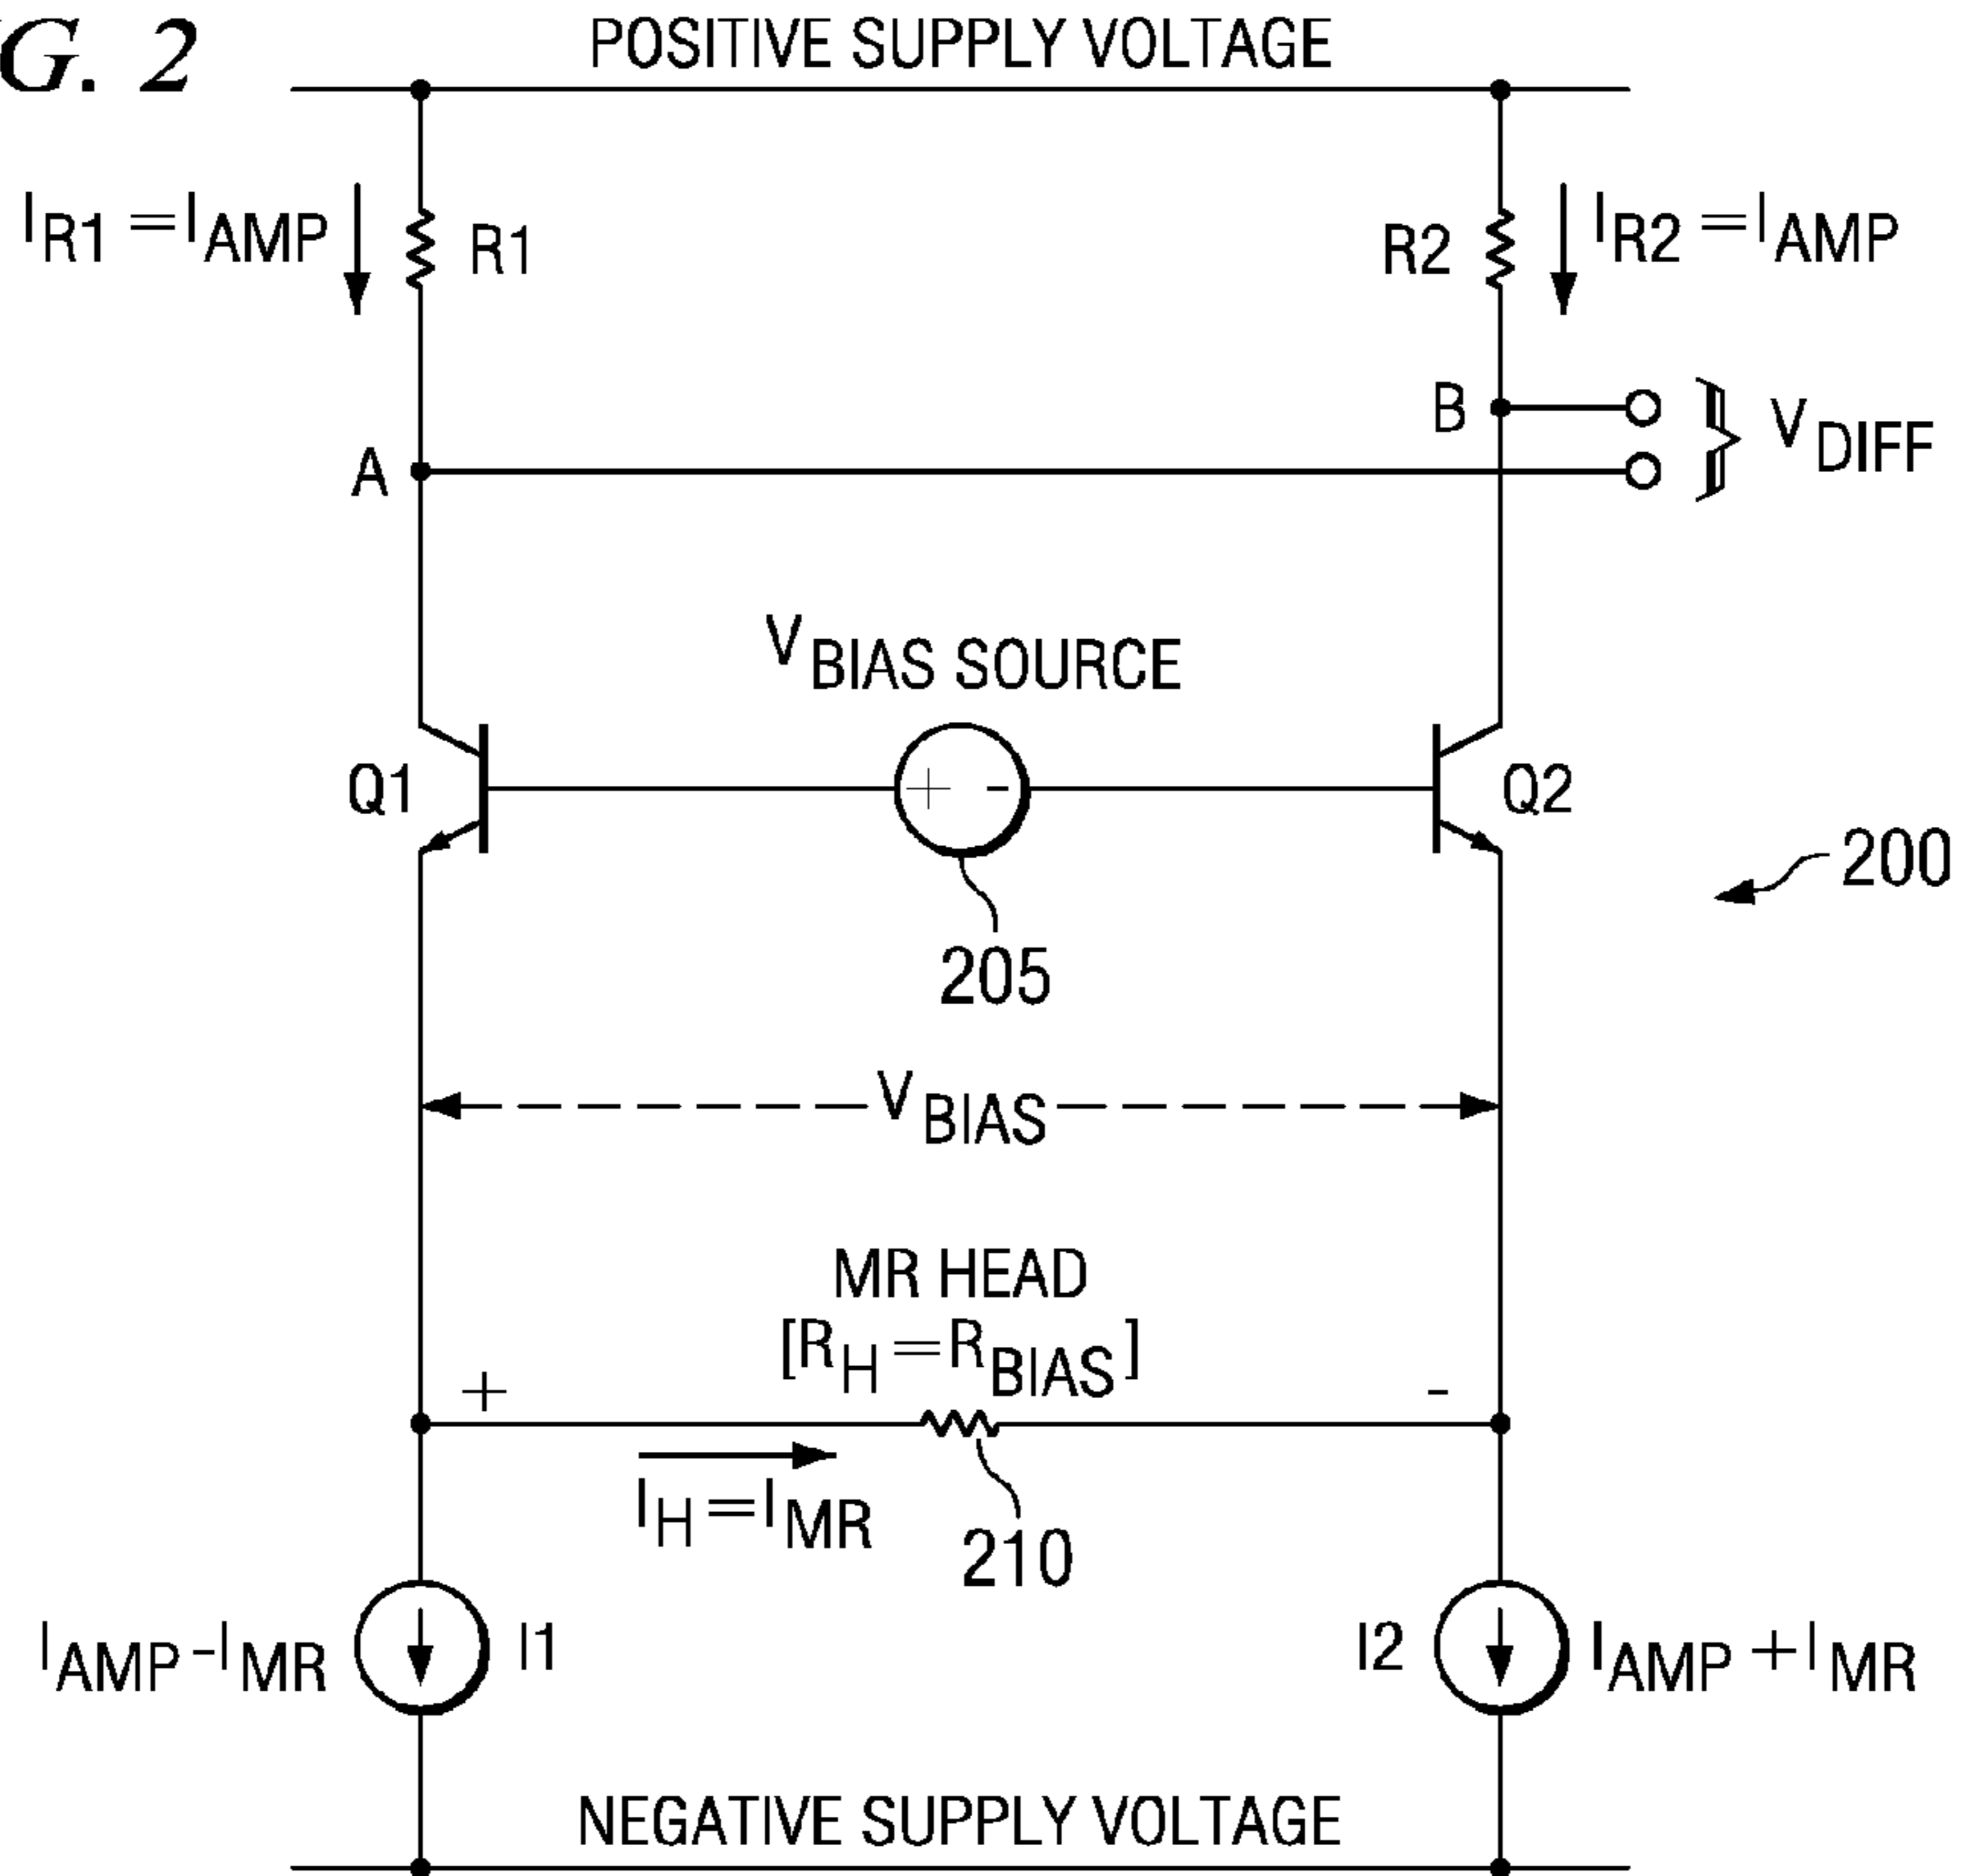 G. 2
POSITIVE SUPPLY VOLTAGE
IR1 =IAMP
R1
R2
IR2 =IAMP
B
VDIFF
A
VBIAS SOURCE
Q1
+ -
Q2
200
205
VBIAS
MR HEAD
[RH =RBIAS]
+ -
IH =IMR
210
IAMP -IMR
I1
I2
IAMP +IMR
NEGATIVE SUPPLY VOLTAGE